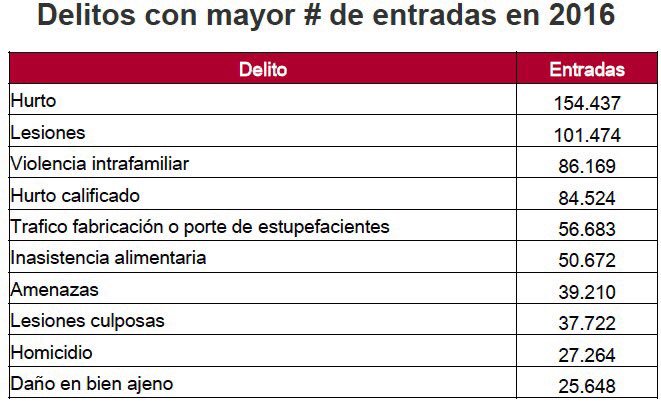 Delitos con mayor # de entradas en 2016
Delito Entradas
Hurto 154.437
Lesiones 101.474
Violencia intrafamiliar 86.169
Hurto calificado 84.524
Trafico fabricación o porte de estupefacientes 56.683
Inasistencia alimentaria 50.672
Amenazas 39.210
Lesiones culposas 37.722
Homicidio 27.264
Daño en bien ajeno 25.648